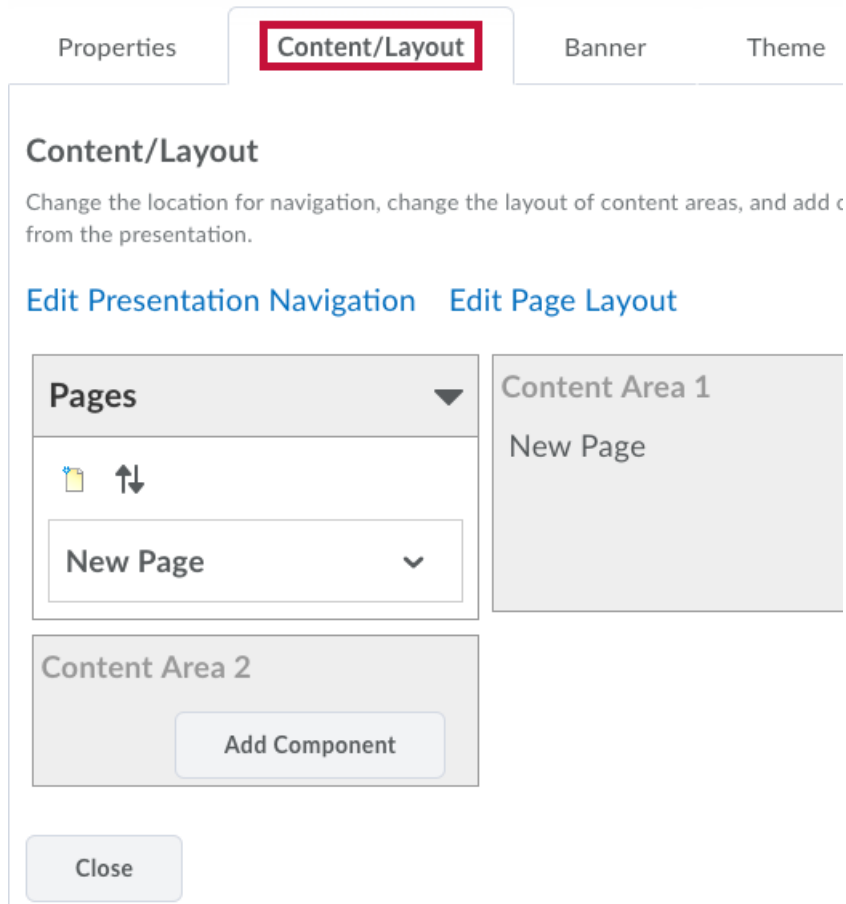 Properties Content/Layout Banner Theme
Content/Layout
Change the location for navigation, change the layout of content areas, and add
from the presentation.
Edit Presentation Navigation Edit Page Layout
Pages
New Page
Content Area 1
New Page
Content Area 2
Add Component
Close